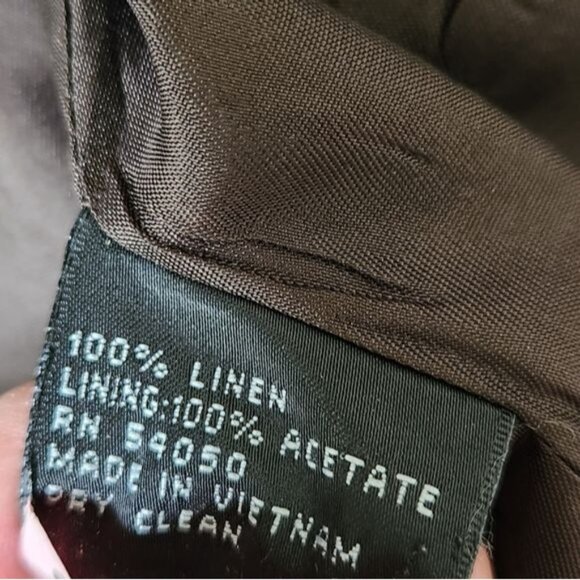 100% LINEN
LINING:100% ACETATE
RN 54050
MADE IN VIETNAM
DRY CLEAN